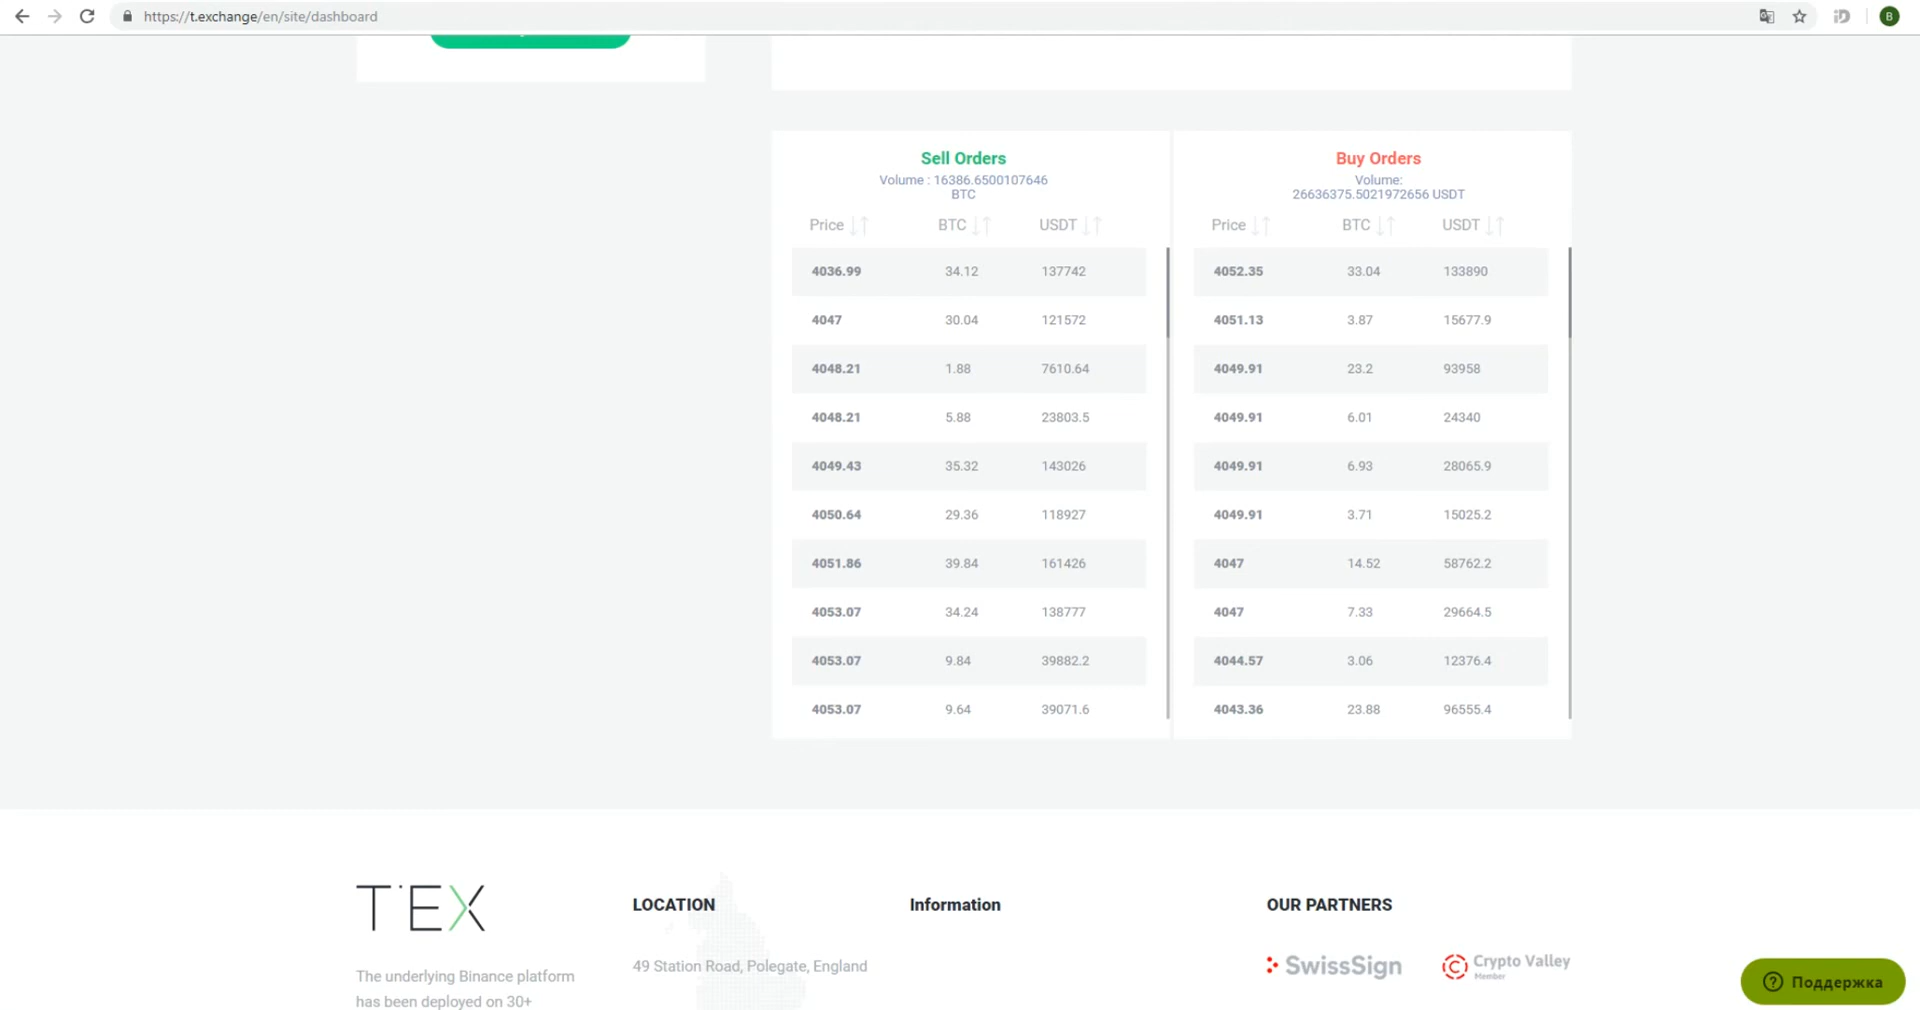 https://t.exchange/en/site/dashboard
B
Sell Orders
Volume : 16386.6500107646
BTC
Price BTC USDT
4036.99 34.12 137742
4047 30.04 121572
4048.21 1.88 7610.64
4048.21 5.88 23803.5
4049.43 35.32 143026
4050.64 29.36 118927
4051.86 39.84 161426
4053.07 34.24 138777
4053.07 9.84 39882.2
4053.07 9.64 39071.6
Buy Orders
Volume:
26636375.5021972656 USDT
Price BTC USDT
4052.35 33.04 133890
4051.13 3.87 15677.9
4049.91 23.2 93958
4049.91 6.01 24340
4049.91 6.93 28065.9
4049.91 3.71 15025.2
4047 14.52 58762.2
4047 7.33 29664.5
4044.57 3.06 12376.4
4043.36 23.88 96555.4
T'EX
The underlying Binance platform
has been deployed on 30+
LOCATION
49 Station Road, Polegate, England
Information
OUR PARTNERS
SwissSign
Crypto Valley
Member
Поддержка